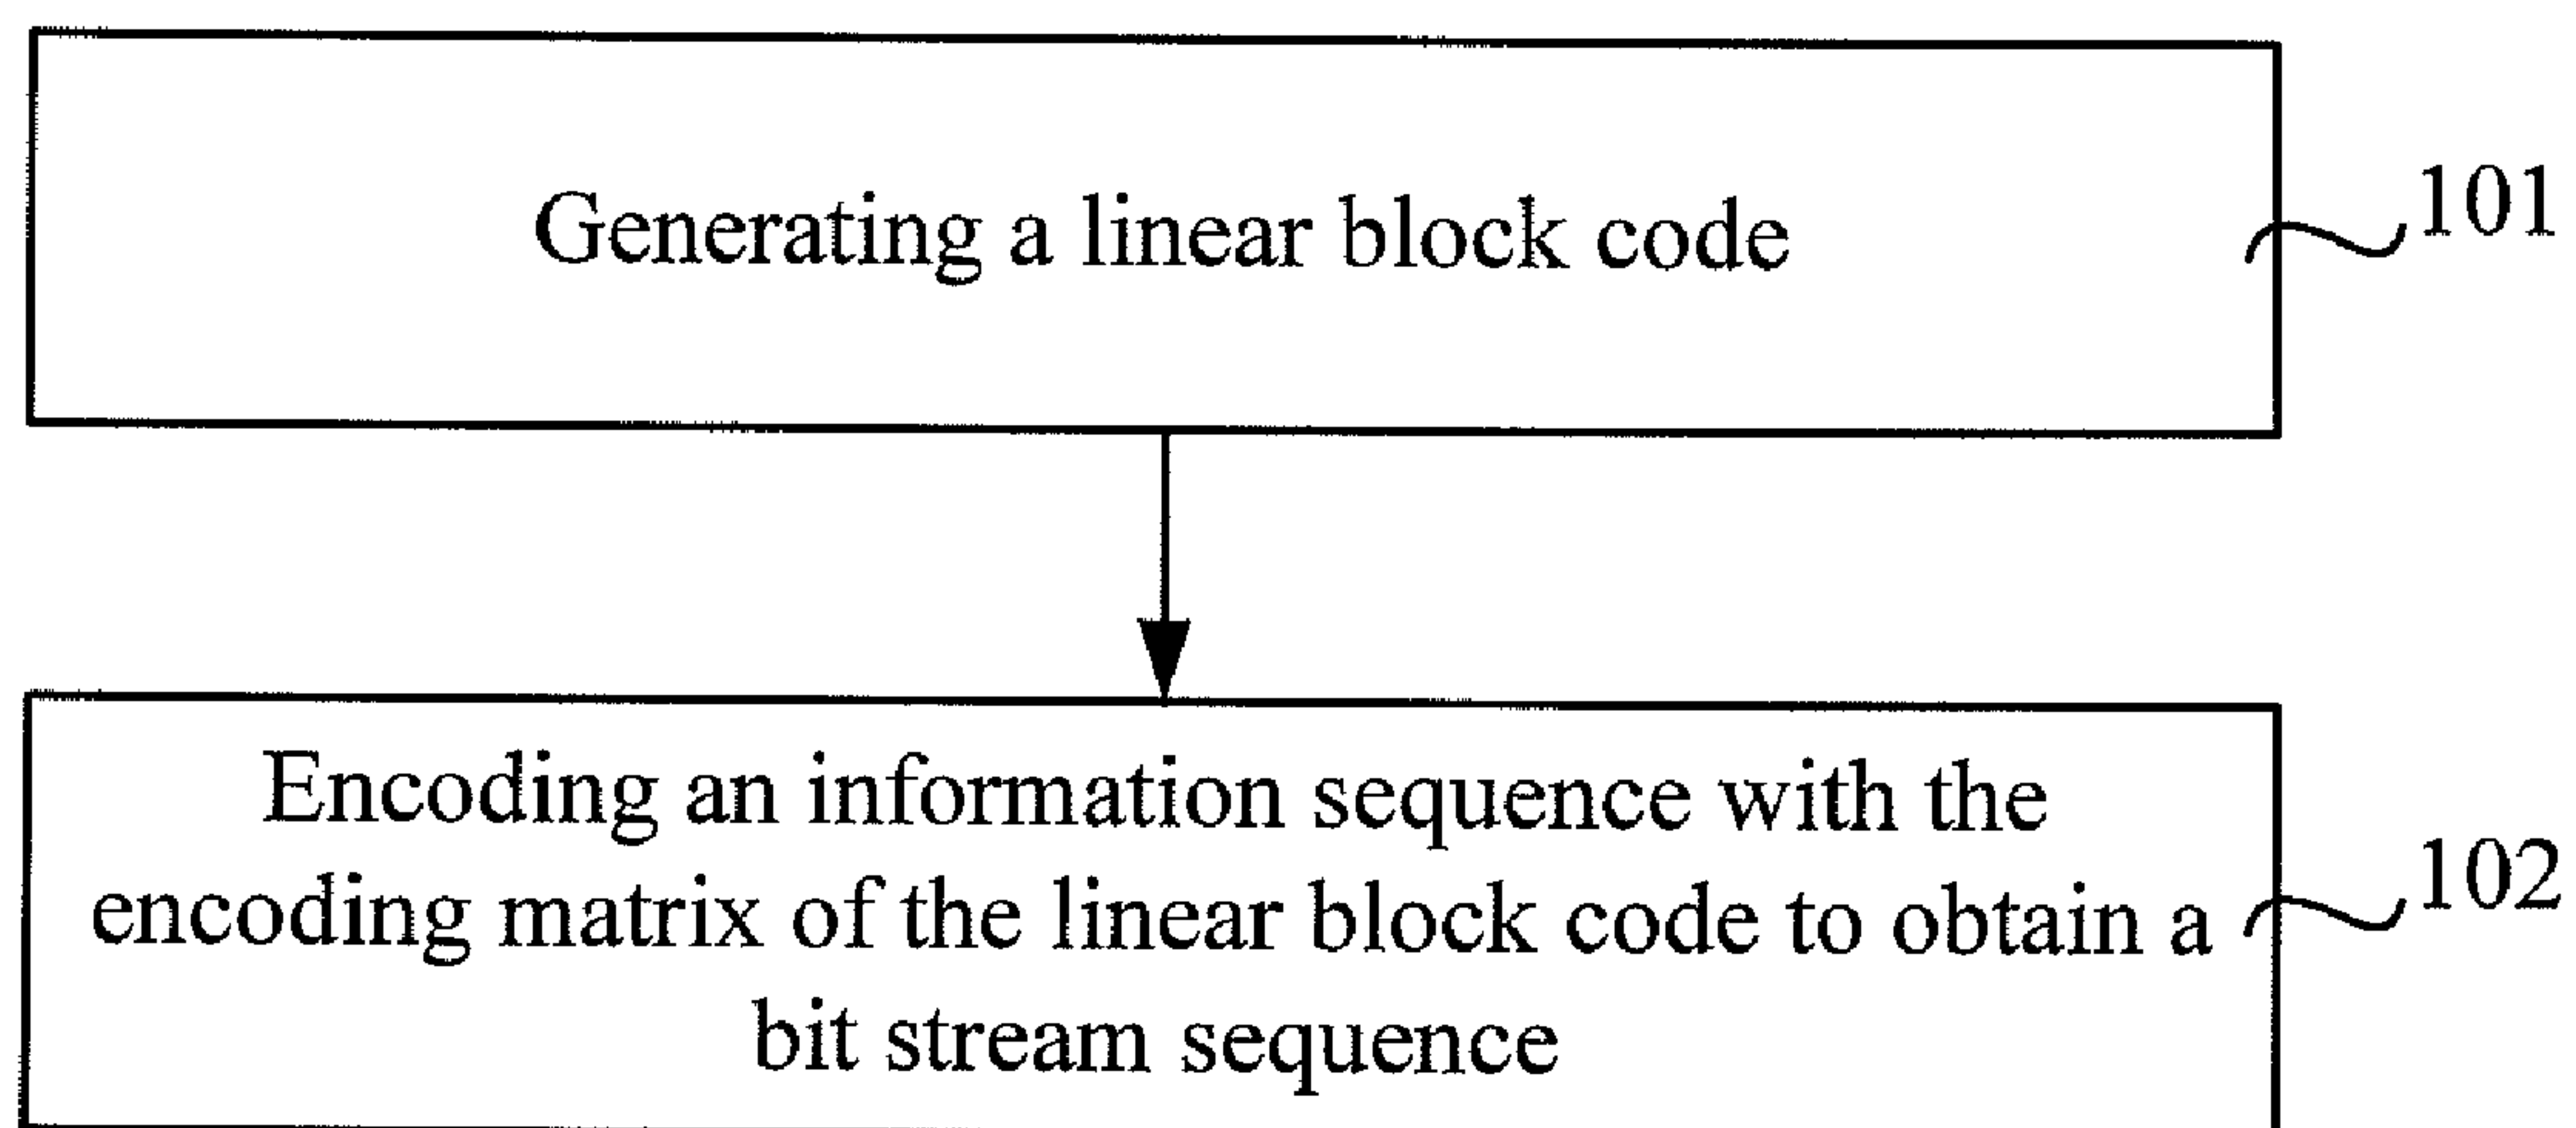 Generating a linear block code
101
Encoding an information sequence with the
encoding matrix of the linear block code to obtain a
bit stream sequence
102